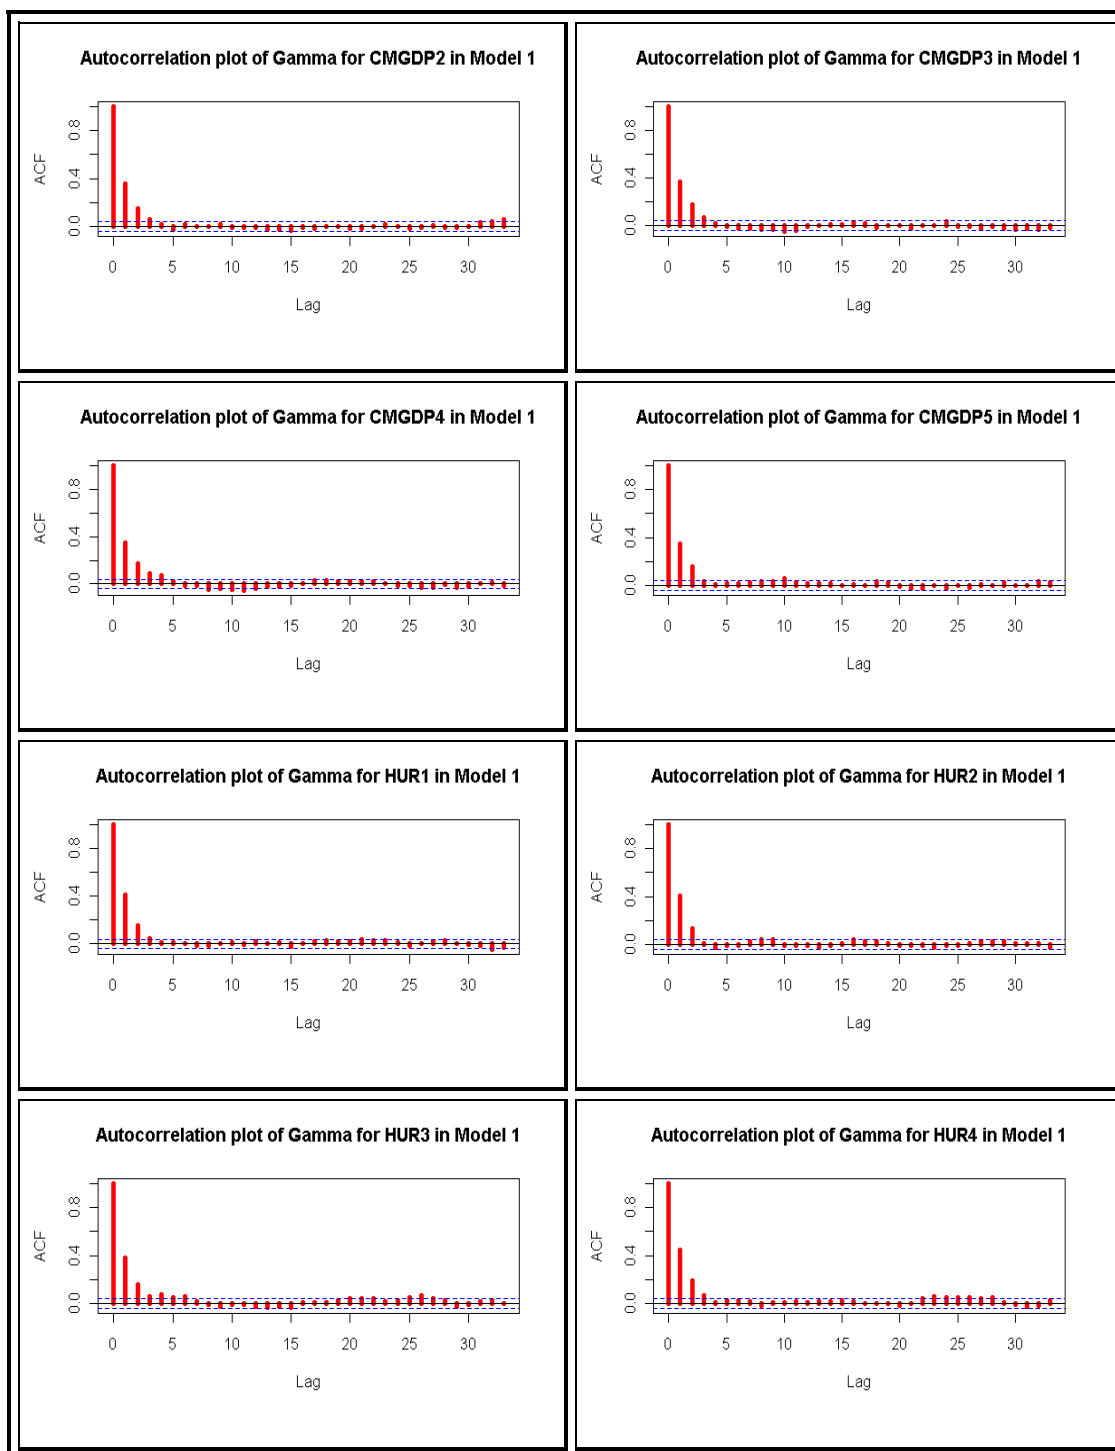 Autocorrelation plot of Gamma for CMGDP2 in Model 1
ACF
0.0 0.4 0.8
0 5 10 15 20 25 30
Lag
Autocorrelation plot of Gamma for CMGDP3 in Model 1
ACF
0.0 0.4 0.8
0 5 10 15 20 25 30
Lag
Autocorrelation plot of Gamma for CMGDP4 in Model 1
ACF
0.0 0.4 0.8
0 5 10 15 20 25 30
Lag
Autocorrelation plot of Gamma for CMGDP5 in Model 1
ACF
0.0 0.4 0.8
0 5 10 15 20 25 30
Lag
Autocorrelation plot of Gamma for HUR1 in Model 1
ACF
0.0 0.4 0.8
0 5 10 15 20 25 30
Lag
Autocorrelation plot of Gamma for HUR2 in Model 1
ACF
0.0 0.4 0.8
0 5 10 15 20 25 30
Lag
Autocorrelation plot of Gamma for HUR3 in Model 1
ACF
0.0 0.4 0.8
0 5 10 15 20 25 30
Lag
Autocorrelation plot of Gamma for HUR4 in Model 1
ACF
0.0 0.4 0.8
0 5 10 15 20 25 30
Lag